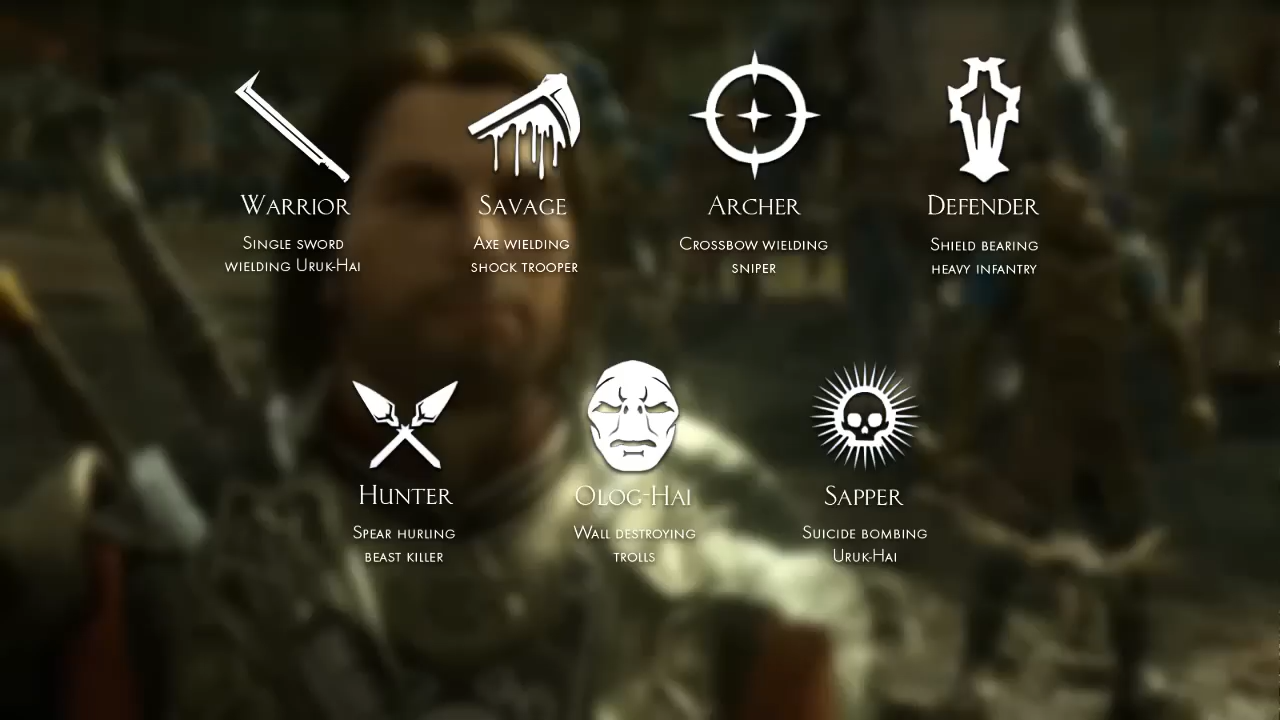 Warrior
Single sword
wielding Uruk-Hai
Savage
Axe wielding
shock trooper
Archer
Crossbow wielding
sniper
Defender
Shield bearing
heavy infantry
Hunter
Spear hurling
beast killer
Olog-Hai
Wall destroying
trolls
Sapper
Suicide bombing
Uruk-Hai